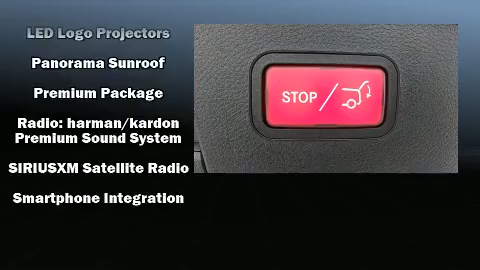 LED Logo Projectors
Panorama Sunroof
Premium Package
Radio: harman/kardon
Premium Sound System
SIRIUSXM Satellite Radio
Smartphone Integration
STOP